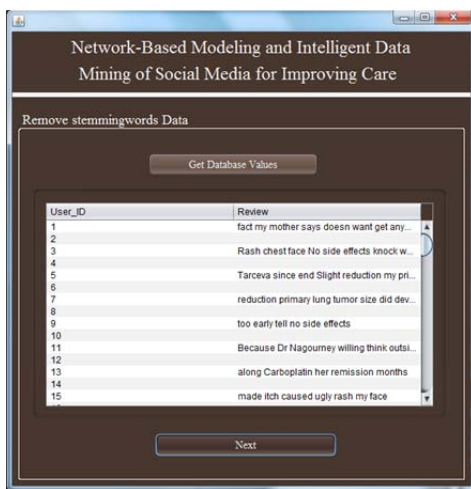 Network-Based Modeling and Intelligent Data
Mining of Social Media for Improving Care
Remove stemmingwords Data
Get Database Values
User_ID Review
1 fact my mother says doesn want get any...
2
3 Rash chest face No side effects knock w...
4
5 Tarceva since end Slight reduction my pri...
6
7 reduction primary lung tumor size did dev...
8
9 too early tell no side effects
10
11 Because Dr Nagourney willing think outsi...
12
13 along Carboplatin her remission months
14
15 made itch caused ugly rash my face
Next